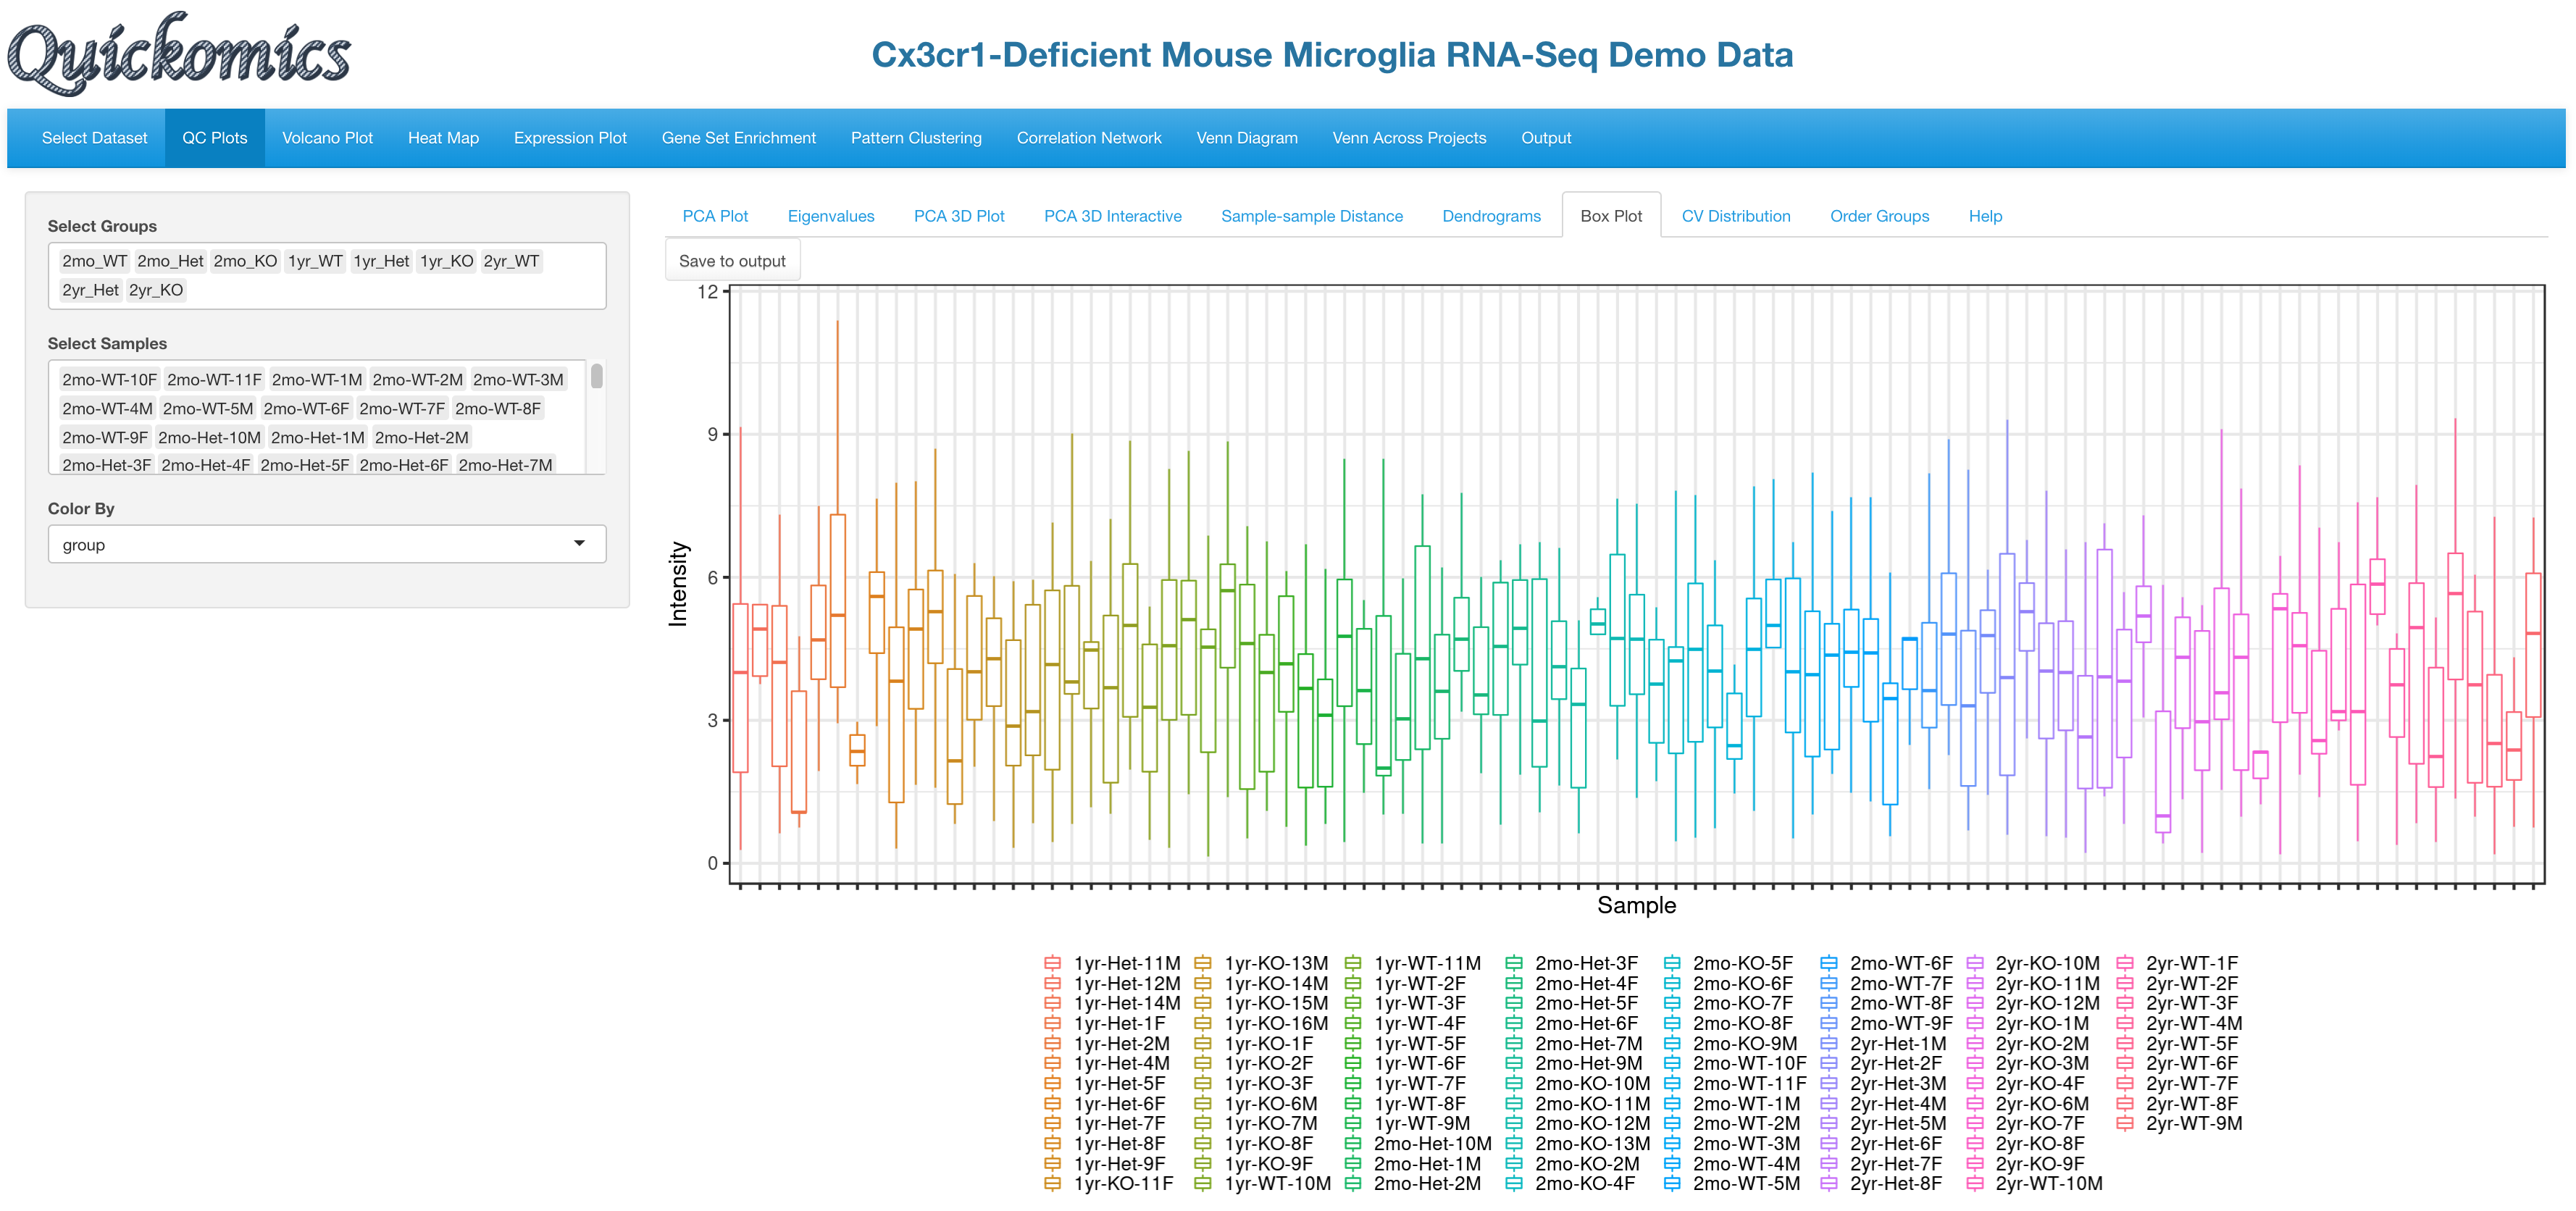 Quickomics
Cx3cr1-Deficient Mouse Microglia RNA-Seq Demo Data
Select Dataset QC Plots Volcano Plot Heat Map Expression Plot Gene Set Enrichment Pattern Clustering Correlation Network Venn Diagram Venn Across Projects Output
Select Groups
2mo_WT 2mo_Het 2mo_KO 1yr_WT 1yr_Het 1yr_KO 2yr_WT
2yr_Het 2yr_KO
Select Samples
2mo-WT-10F 2mo-WT-11F 2mo-WT-1M 2mo-WT-2M 2mo-WT-3M
2mo-WT-4M 2mo-WT-5M 2mo-WT-6F 2mo-WT-7F 2mo-WT-8F
2mo-WT-9F 2mo-Het-10M 2mo-Het-1M 2mo-Het-2M
2mo-Het-3F 2mo-Het-4F 2mo-Het-5F 2mo-Het-6F 2mo-Het-7M
Color By
group
PCA Plot Eigenvalues PCA 3D Plot PCA 3D Interactive Sample-sample Distance Dendrograms Box Plot CV Distribution Order Groups Help
Save to output
12
9
6
3
0
Intensity
Sample
1yr-Het-11M 1yr-KO-13M 1yr-WT-11M 2mo-Het-3F 2mo-KO-5F 2mo-WT-6F 2yr-KO-10M 2yr-WT-1F
1yr-Het-12M 1yr-KO-14M 1yr-WT-2F 2mo-Het-4F 2mo-KO-6F 2mo-WT-7F 2yr-KO-11M 2yr-WT-2F
1yr-Het-14M 1yr-KO-15M 1yr-WT-3F 2mo-Het-5F 2mo-KO-7F 2mo-WT-8F 2yr-KO-12M 2yr-WT-3F
1yr-Het-1F 1yr-KO-16M 1yr-WT-4F 2mo-Het-6F 2mo-KO-8F 2mo-WT-9F 2yr-KO-1M 2yr-WT-4M
1yr-Het-2M 1yr-KO-1F 1yr-WT-5F 2mo-Het-7M 2mo-KO-9M 2yr-Het-1M 2yr-KO-2M 2yr-WT-5F
1yr-Het-4M 1yr-KO-2F 1yr-WT-6F 2mo-Het-9M 2mo-WT-10F 2yr-Het-2F 2yr-KO-3M 2yr-WT-6F
1yr-Het-5F 1yr-KO-3F 1yr-WT-7F 2mo-KO-10M 2mo-WT-11F 2yr-Het-3M 2yr-KO-4F 2yr-WT-7F
1yr-Het-6F 1yr-KO-6M 1yr-WT-8F 2mo-KO-11M 2mo-WT-1M 2yr-Het-4M 2yr-KO-6M 2yr-WT-8F
1yr-Het-7F 1yr-KO-7M 1yr-WT-9M 2mo-KO-12M 2mo-WT-2M 2yr-Het-5M 2yr-KO-7F 2yr-WT-9M
1yr-Het-8F 1yr-KO-8F 2mo-Het-10M 2mo-KO-13M 2mo-WT-3M 2yr-Het-6F 2yr-KO-8F
1yr-Het-9F 1yr-KO-9F 2mo-Het-1M 2mo-KO-2M 2mo-WT-4M 2yr-Het-7F 2yr-KO-9F
1yr-KO-11F 1yr-WT-10M 2mo-Het-2M 2mo-KO-4F 2mo-WT-5M 2yr-Het-8F 2yr-WT-10M